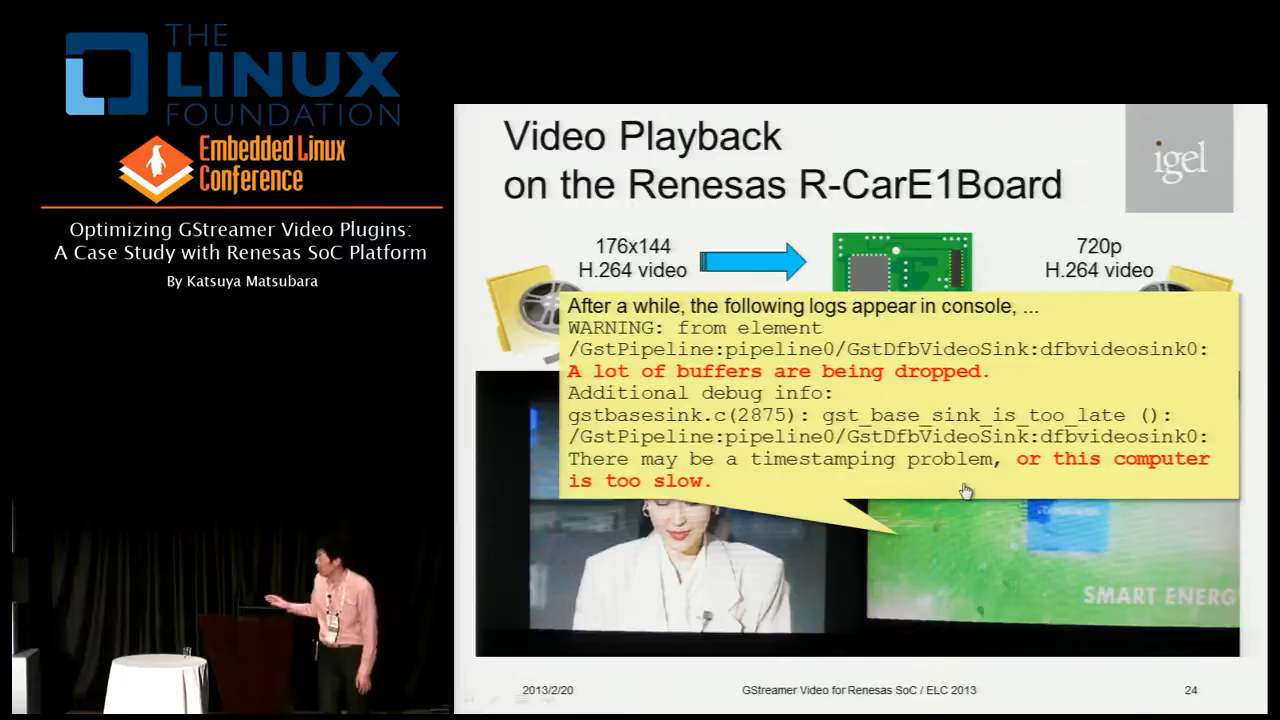 THE
LINUX
FOUNDATION
Embedded Linux
Conference
Optimizing GStreamer Video Plugins:
A Case Study with Renesas SoC Platform
By Katsuya Matsubara
Video Playback
on the Renesas R-CarE1Board
igel
176x144
H.264 video
720p
H.264 video
After a while, the following logs appear in console, ...
WARNING: from element
/GstPipeline:pipeline0/GstDfbVideoSink:dfbvideosink0:
A lot of buffers are being dropped.
Additional debug info:
gstbasesink.c(2875): gst_base_sink_is_too_late ():
/GstPipeline:pipeline0/GstDfbVideoSink:dfbvideosink0:
There may be a timestamping problem, or this computer
is too slow.
SMART ENERG
2013/2/20
GStreamer Video for Renesas SoC / ELC 2013
24